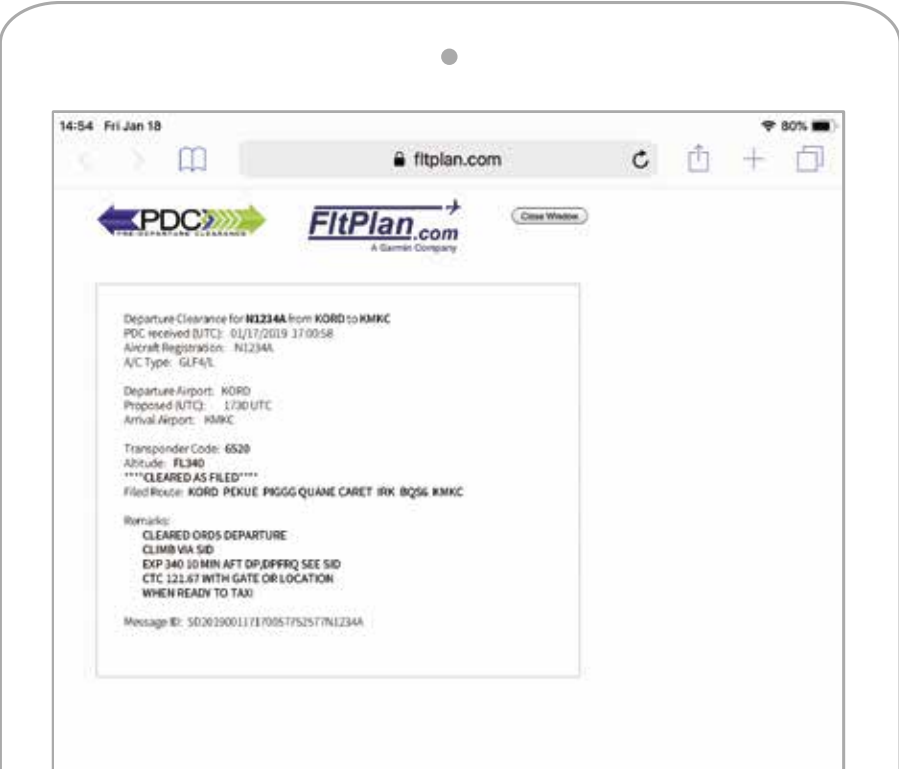 14:54 Fri Jan 18
80%
fltplan.com
PDC
PRE-DEPARTURE CLEARANCE
FltPlan.com
A Garmin Company
Close Window
Departure Clearance for N1234A from KORD to KMKC
PDC received (UTC): 01/17/2019 17:00:58
Aircraft Registration: N1234A
A/C Type: GLF4/L
Departure Airport: KORD
Proposed (UTC): 1730 UTC
Arrival Airport: KMKC
Transponder Code: 6520
Altitude: FL340
****CLEARED AS FILED****
Filed Route: KORD PEKUE PIGGG QUANE CARET IRK BQS6 KMKC
Remarks:
CLEARED ORD5 DEPARTURE
CLIMB VIA SID
EXP 340 10 MIN AFT DP,DPFRQ SEE SID
CTC 121.67 WITH GATE OR LOCATION
WHEN READY TO TAXI
Message ID: